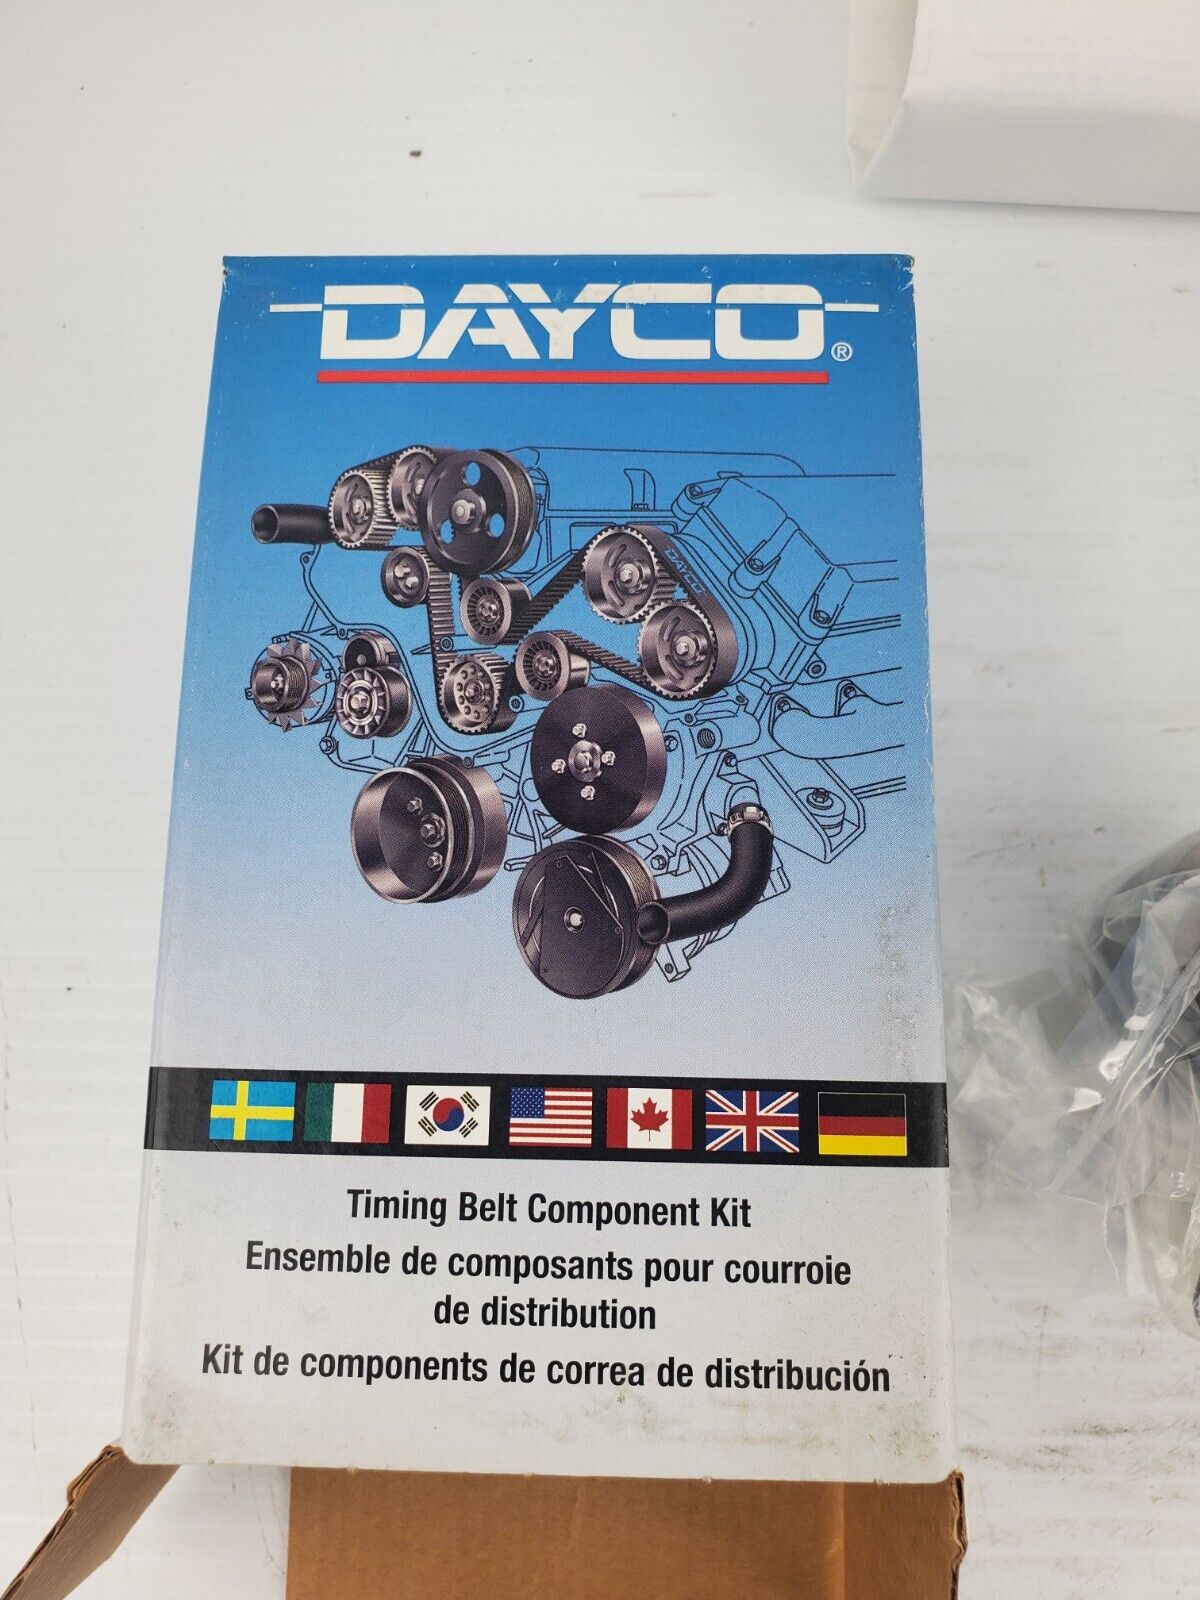 DAYCO®
DAYCO
Timing Belt Component Kit
Ensemble de composants pour courroie
de distribution
Kit de componentes de correa de distribución